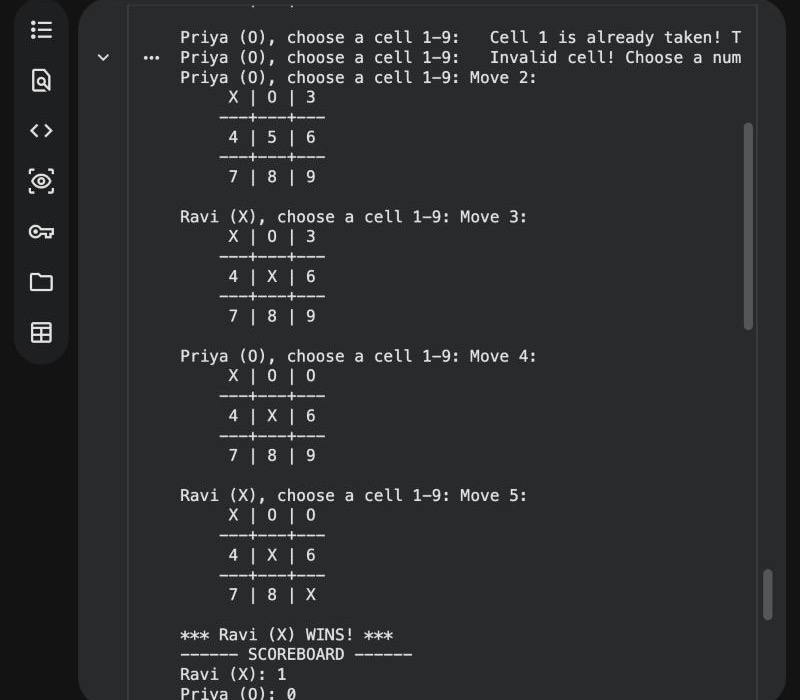 Priya (O), choose a cell 1-9:   Cell 1 is already taken! T
Priya (O), choose a cell 1-9:   Invalid cell! Choose a num
Priya (O), choose a cell 1-9: Move 2:
X | O | 3
---+---+---
4 | 5 | 6
---+---+---
7 | 8 | 9
Ravi (X), choose a cell 1-9: Move 3:
X | O | 3
---+---+---
4 | X | 6
---+---+---
7 | 8 | 9
Priya (O), choose a cell 1-9: Move 4:
X | O | O
---+---+---
4 | X | 6
---+---+---
7 | 8 | 9
Ravi (X), choose a cell 1-9: Move 5:
X | O | O
---+---+---
4 | X | 6
---+---+---
7 | 8 | X
*** Ravi (X) WINS! ***
------ SCOREBOARD ------
Ravi (X): 1
Priya (O): 0